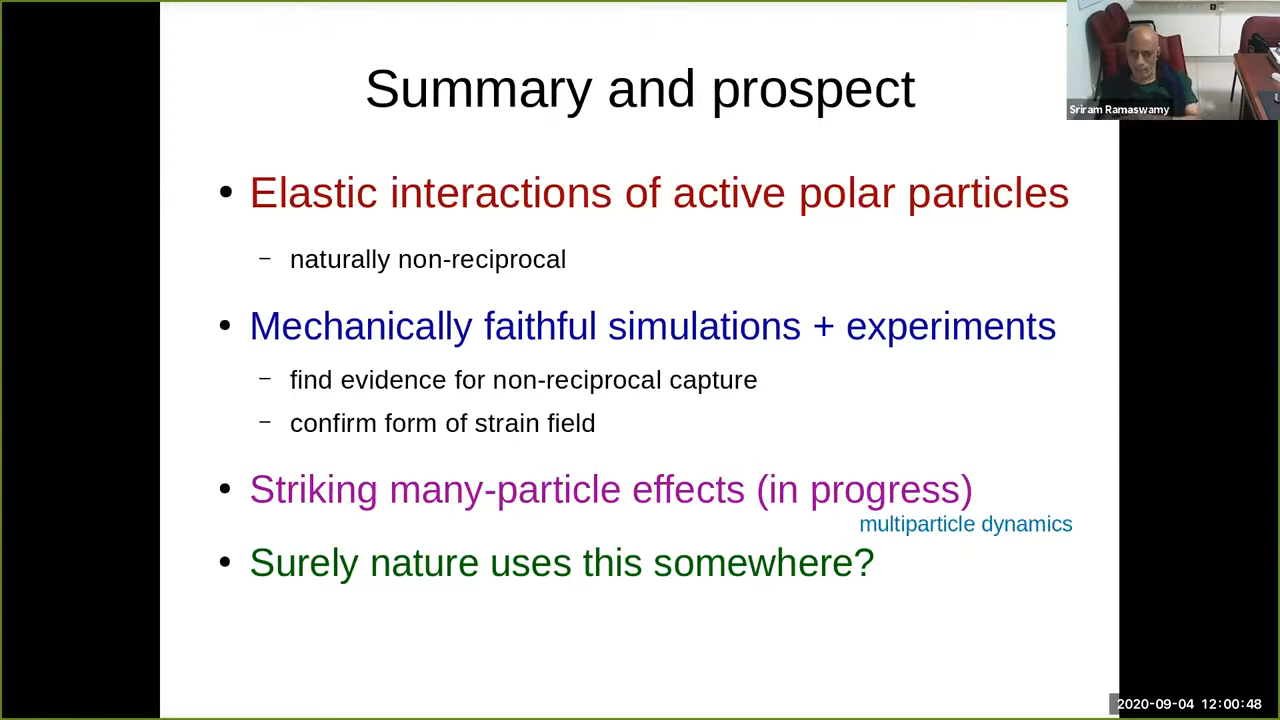 Summary and prospect
Sriram Ramaswamy
• Elastic interactions of active polar particles
– naturally non-reciprocal
• Mechanically faithful simulations + experiments
– find evidence for non-reciprocal capture
– confirm form of strain field
• Striking many-particle effects (in progress)
multiparticle dynamics
• Surely nature uses this somewhere?
2020-09-04 12:00:48